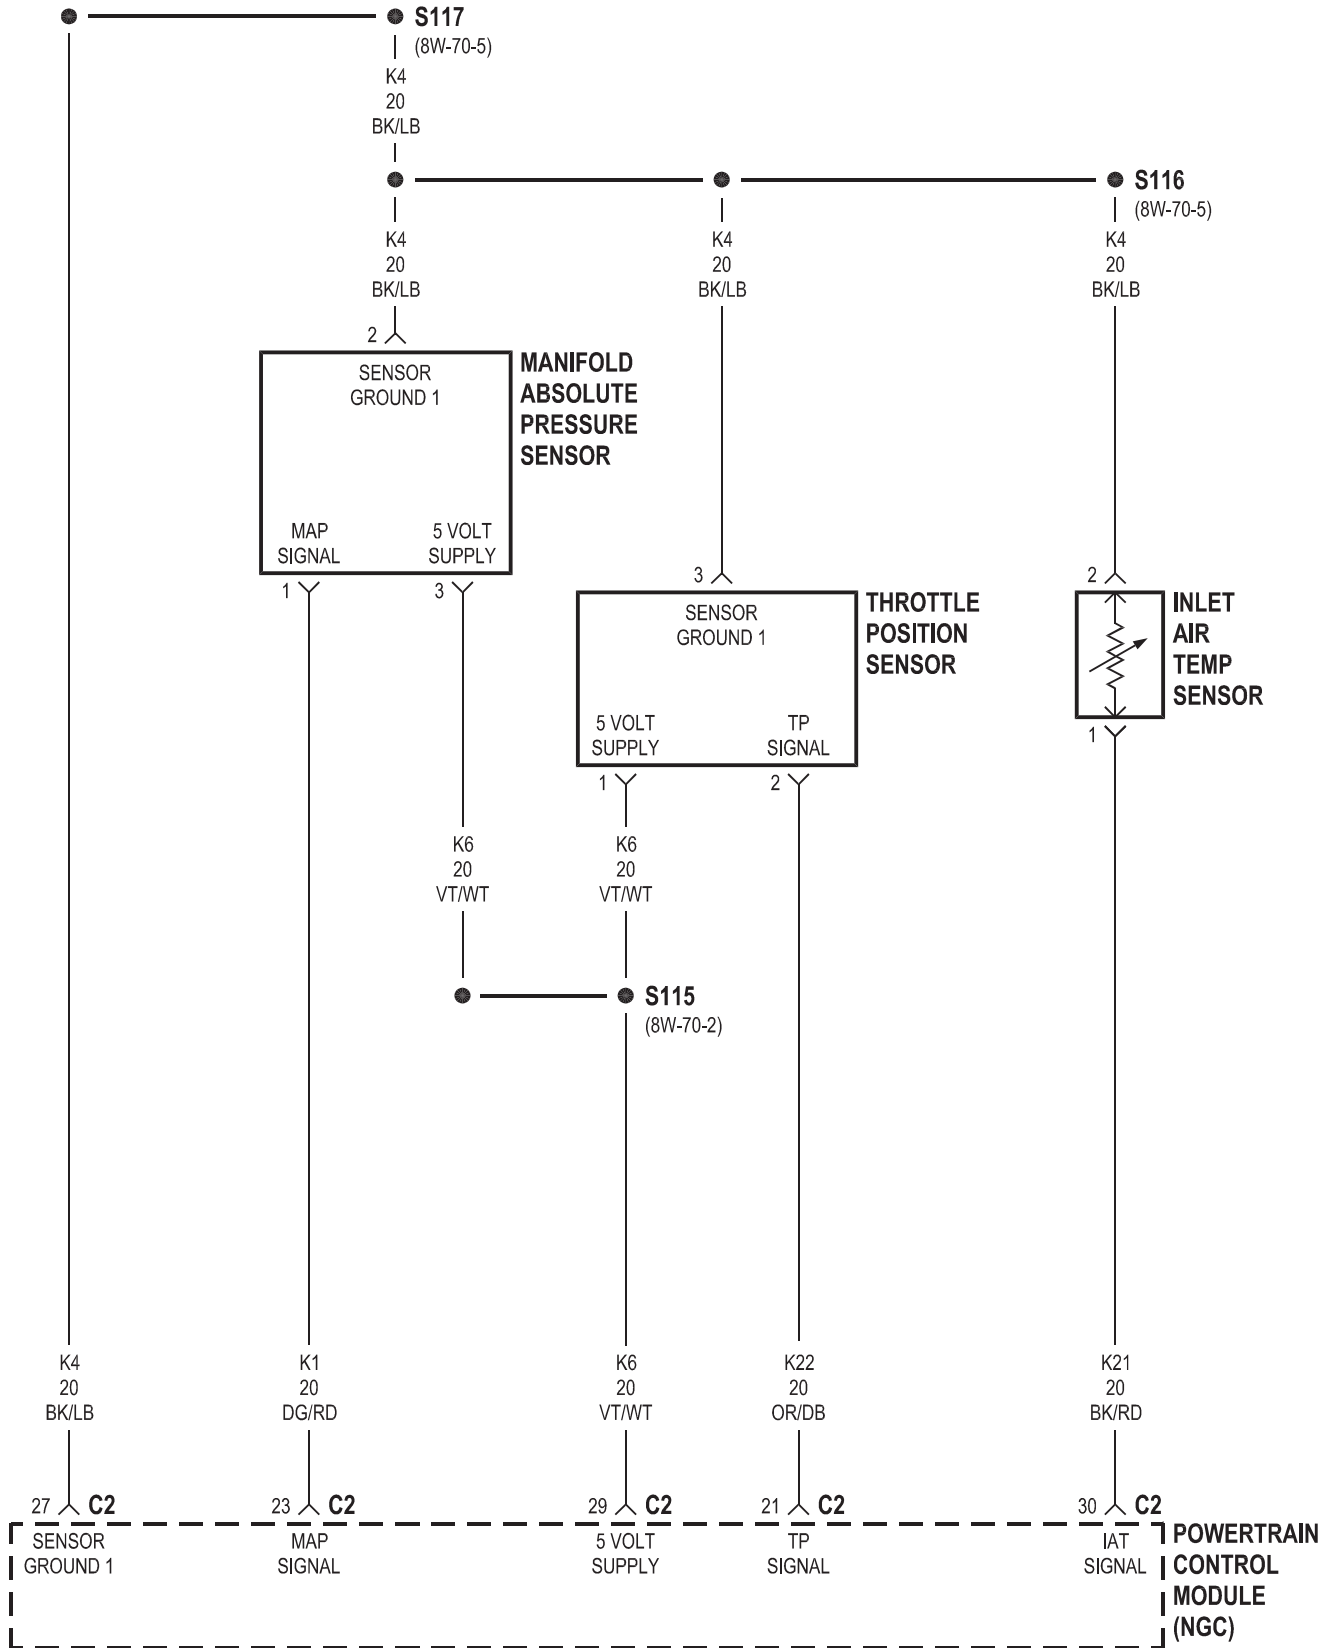 S117
(8W-70-5)
K4
20
BK/LB
S116
(8W-70-5)
K4
20
BK/LB
K4
20
BK/LB
K4
20
BK/LB
2
SENSOR
GROUND 1
MANIFOLD
ABSOLUTE
PRESSURE
SENSOR
MAP
SIGNAL
5 VOLT
SUPPLY
1
3
3
SENSOR
GROUND 1
THROTTLE
POSITION
SENSOR
5 VOLT
SUPPLY
TP
SIGNAL
1
2
2
INLET
AIR
TEMP
SENSOR
1
K6
20
VT/WT
K6
20
VT/WT
S115
(8W-70-2)
K4
20
BK/LB
K1
20
DG/RD
K6
20
VT/WT
K22
20
OR/DB
K21
20
BK/RD
27 C2
23 C2
29 C2
21 C2
30 C2
SENSOR
GROUND 1
MAP
SIGNAL
5 VOLT
SUPPLY
TP
SIGNAL
IAT
SIGNAL
POWERTRAIN
CONTROL
MODULE
(NGC)